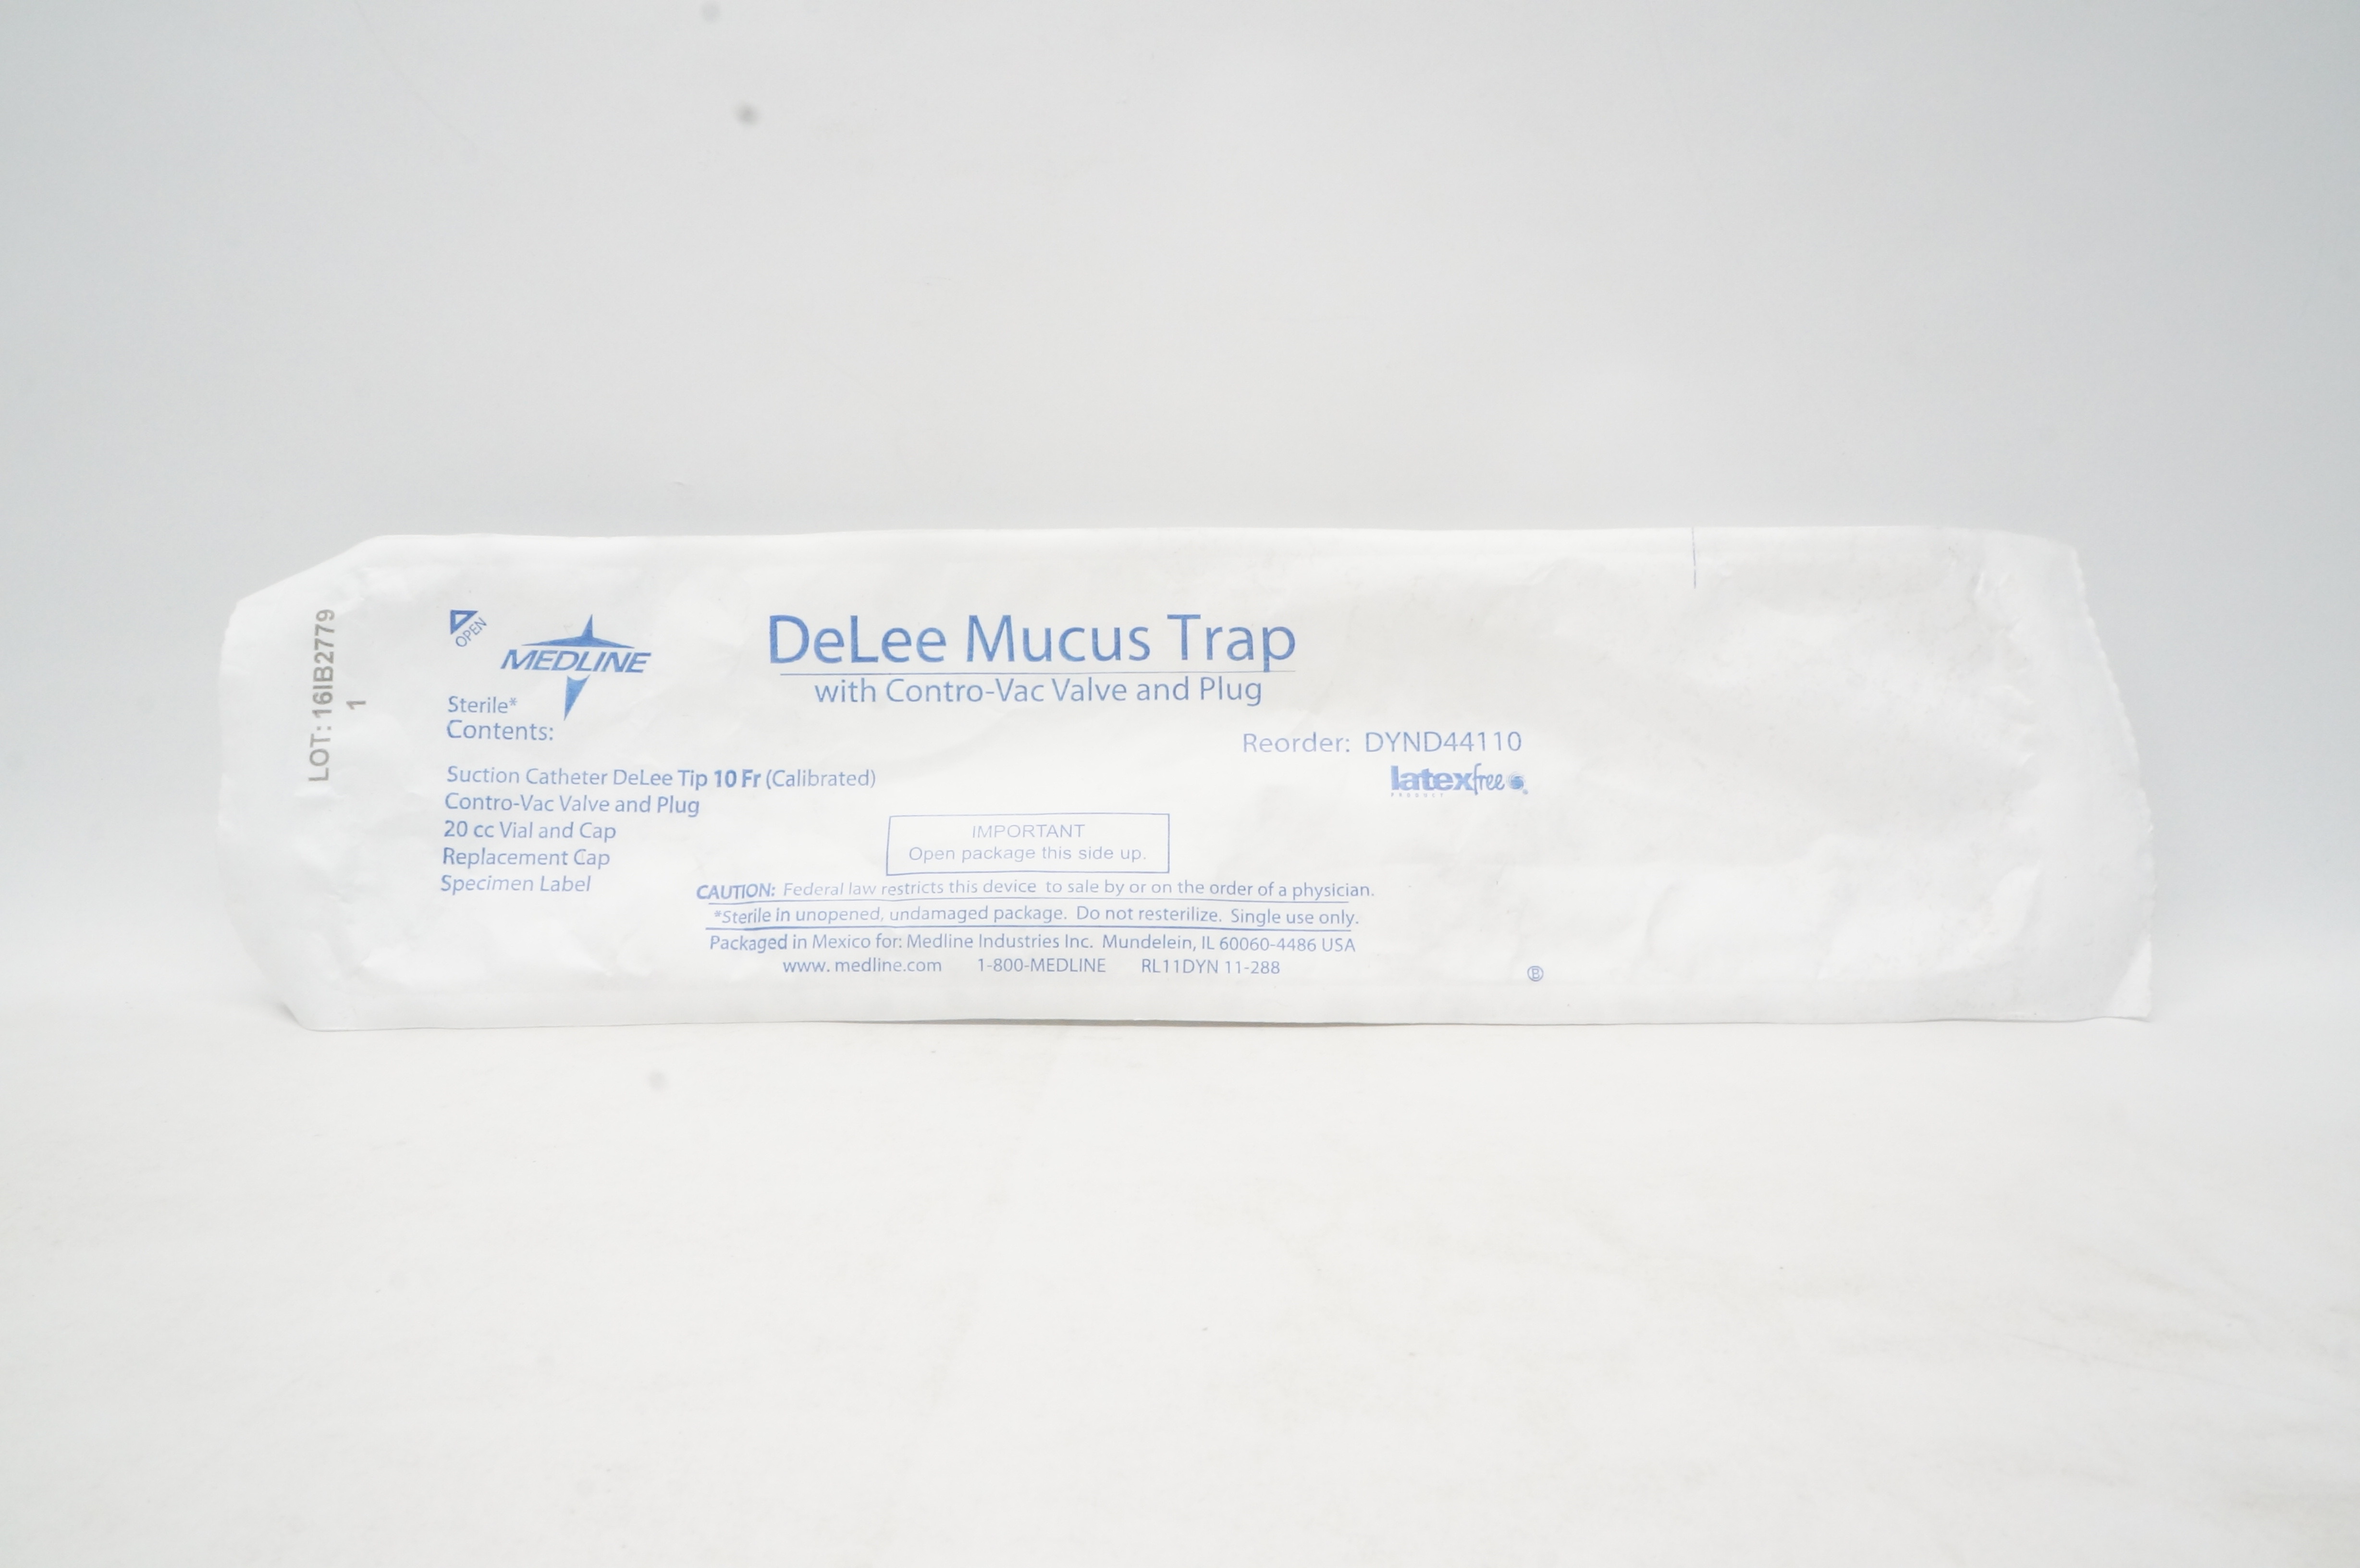 LOT: 16IB2779
1
OPEN
MEDLINE
DeLee Mucus Trap
with Contro-Vac Valve and Plug
Sterile*
Contents:
Reorder: DYND44110
latexfree
PRODUCT
Suction Catheter DeLee Tip 10 Fr (Calibrated)
Contro-Vac Valve and Plug
20 cc Vial and Cap
Replacement Cap
Specimen Label
IMPORTANT
Open package this side up.
CAUTION: Federal law restricts this device to sale by or on the order of a physician.
*Sterile in unopened, undamaged package. Do not resterilize. Single use only.
Packaged in Mexico for: Medline Industries Inc. Mundelein, IL 60060-4486 USA
www. medline.com 1-800-MEDLINE RL11DYN 11-288